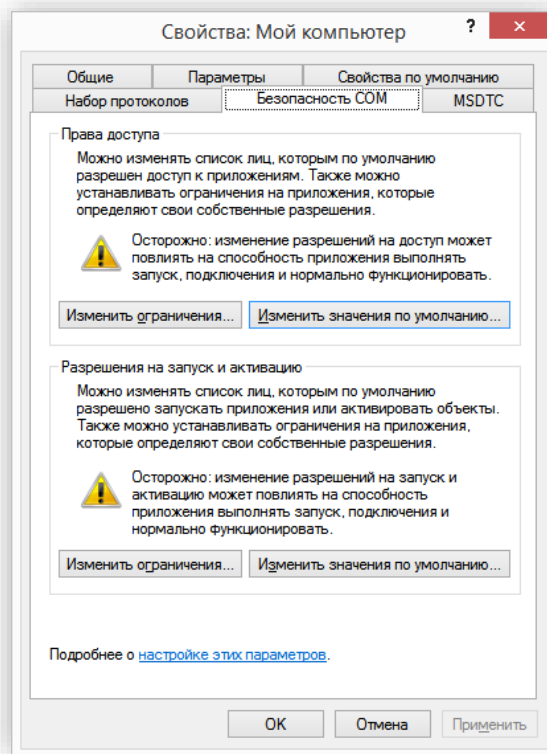 Свойства: Мой компьютер
? ×
Общие Параметры Свойства по умолчанию
Набор протоколов Безопасность COM MSDTC
Права доступа
Можно изменять список лиц, которым по умолчанию
разрешен доступ к приложениям. Также можно
устанавливать ограничения на приложения, которые
определяют свои собственные разрешения.
Осторожно: изменение разрешений на доступ может
повлиять на способность приложения выполнять
запуск, подключения и нормально функционировать.
Изменить ограничения... Изменить значения по умолчанию...
Разрешения на запуск и активацию
Можно изменять список лиц, которым по умолчанию
разрешено запускать приложения или активировать объекты.
Также можно устанавливать ограничения на приложения,
которые определяют свои собственные разрешения.
Осторожно: изменение разрешений на запуск и
активацию может повлиять на способность
приложения выполнять запуск, подключения и
нормально функционировать.
Изменить ограничения... Изменить значения по умолчанию...
Подробнее о настройке этих параметров.
OK Отмена Применить